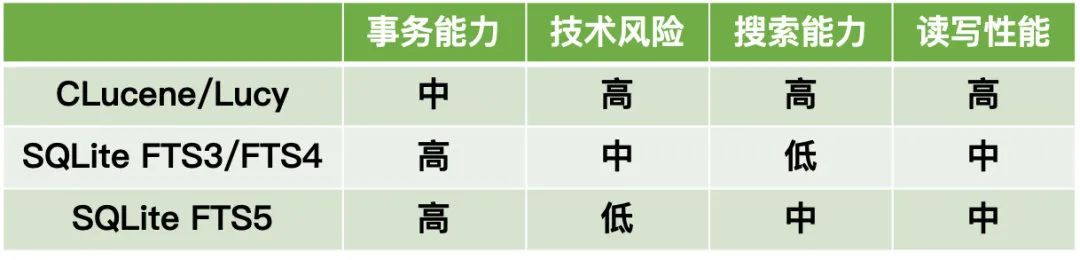 事务能力 技术风险 搜索能力 读写性能
CLucene/Lucy 中 高 高 高
SQLite FTS3/FTS4 高 中 低 中
SQLite FTS5 高 低 中 中